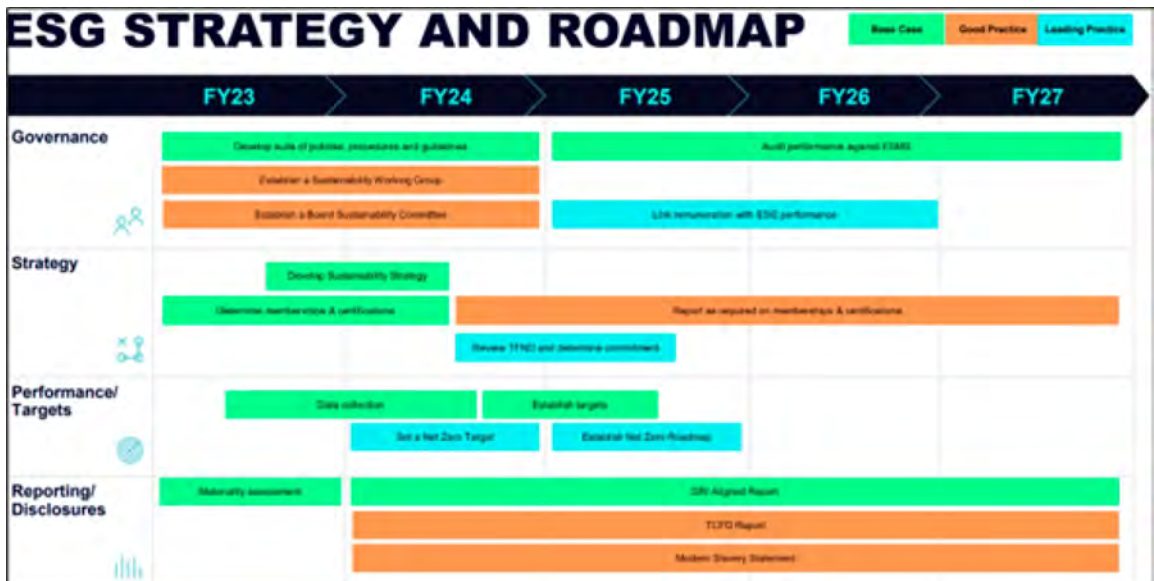 ESG STRATEGY AND ROADMAP
Base Case
Good Practice
Leading Practice
FY23
FY24
FY25
FY26
FY27
Governance
Develop suite of policies, procedures and guidelines
Audit performance against ESMS
Establish a Sustainability Working Group
Establish a Board Sustainability Committee
Link remuneration with ESG performance
Strategy
Develop Sustainability Strategy
Determine memberships & certifications
Report as required on memberships & certifications
Review TFND and determine commitment
Performance/
Targets
Data collection
Establish targets
Set a Net Zero Target
Establish Net Zero Roadmap
Reporting/
Disclosures
Materiality assessment
GRI Aligned Report
TCFD Report
Modern Slavery Statement